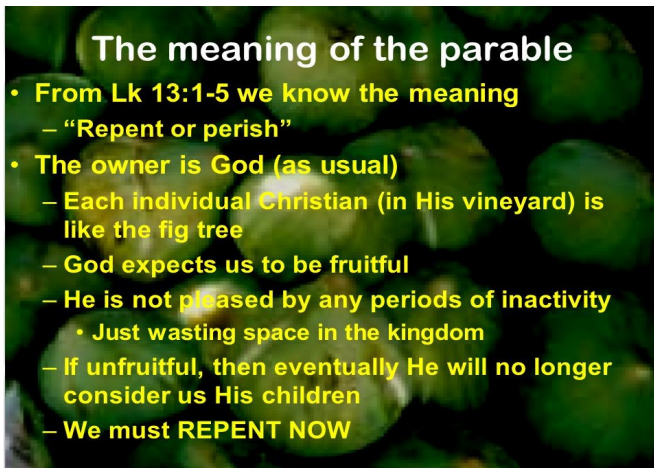 The meaning of the parable
• From Lk 13:1-5 we know the meaning
– “Repent or perish”
• The owner is God (as usual)
– Each individual Christian (in His vineyard) is
like the fig tree
– God expects us to be fruitful
– He is not pleased by any periods of inactivity
• Just wasting space in the kingdom
– If unfruitful, then eventually He will no longer
consider us His children
– We must REPENT NOW